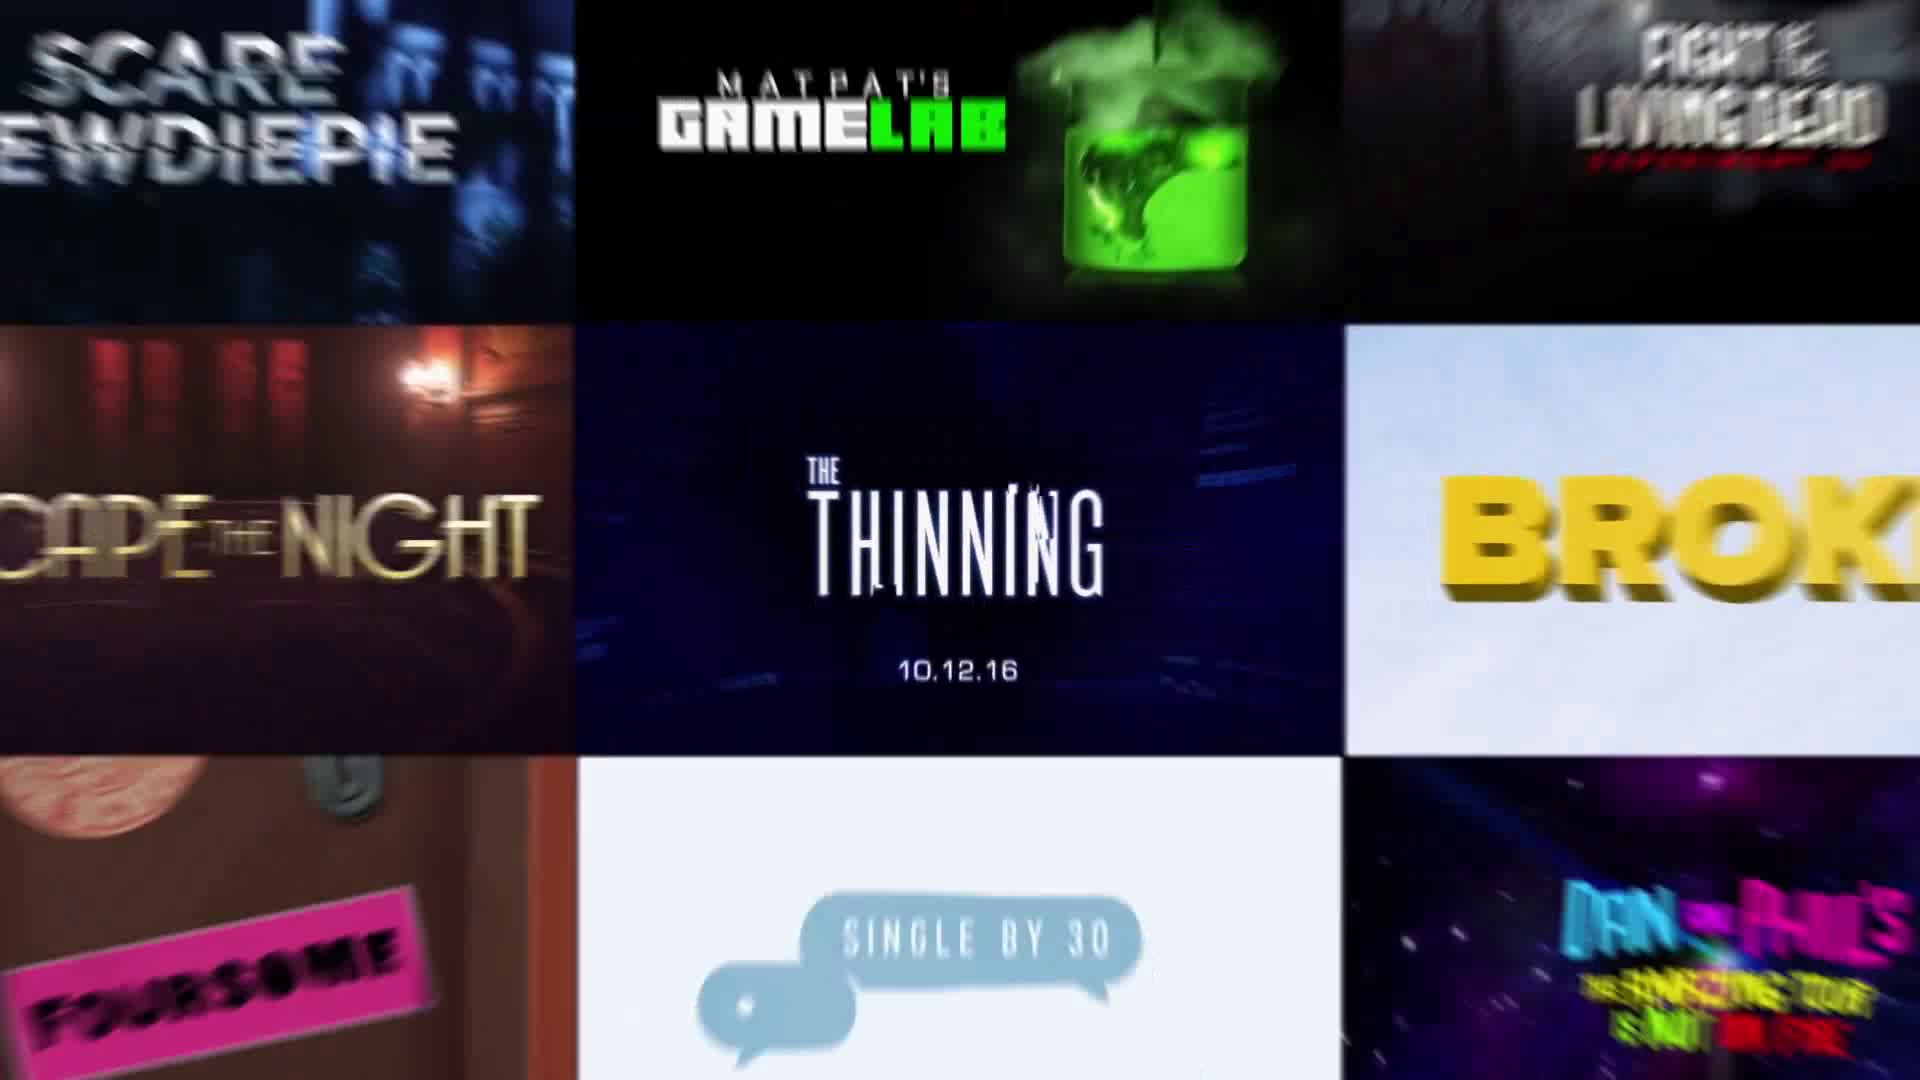 SCARE
EWDIEPIE
MATPAT'S
GAMELAB
FIGHT OF THE
LIVING DEAD
CAPE THE NIGHT
THE
THINNING
10.12.16
BROK
FOURSOME
SINGLE BY 30
DAN AND PHIL'S
THE AMAZING TOUR
IS NOT ON FIRE